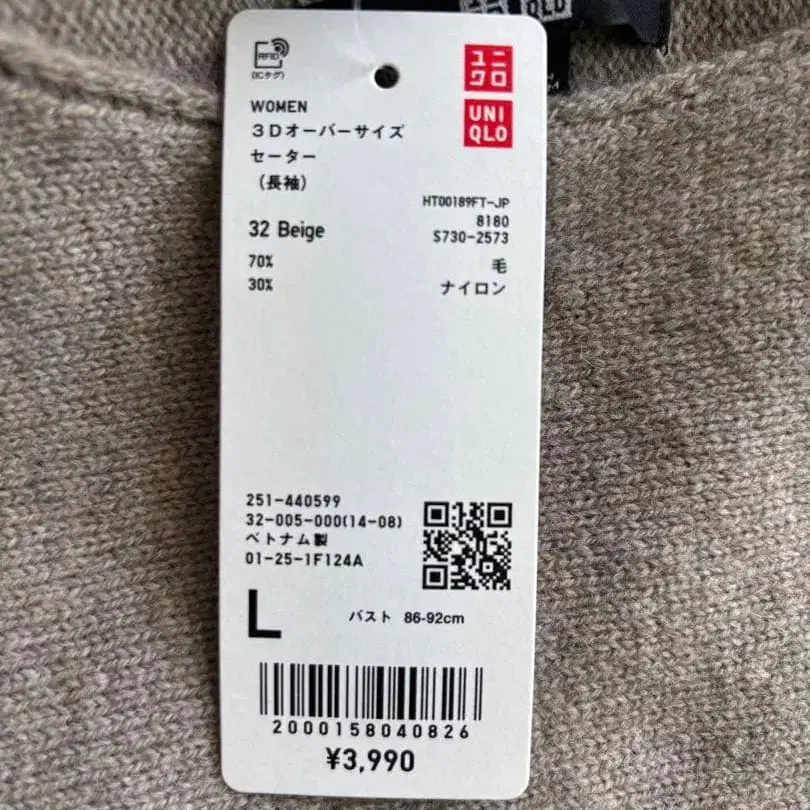 QLO
RFID
(ICタグ)
ユニ
クロ
UNI
QLO
WOMEN
3Dオーバーサイズ
セーター
(長袖)
HT00189FT-JP
8180
32 Beige
S730-2573
70% 毛
30% ナイロン
251-440599
32-005-000(14-08)
ベトナム製
01-25-1F124A
L バスト 86-92cm
2000158040826
¥3,990